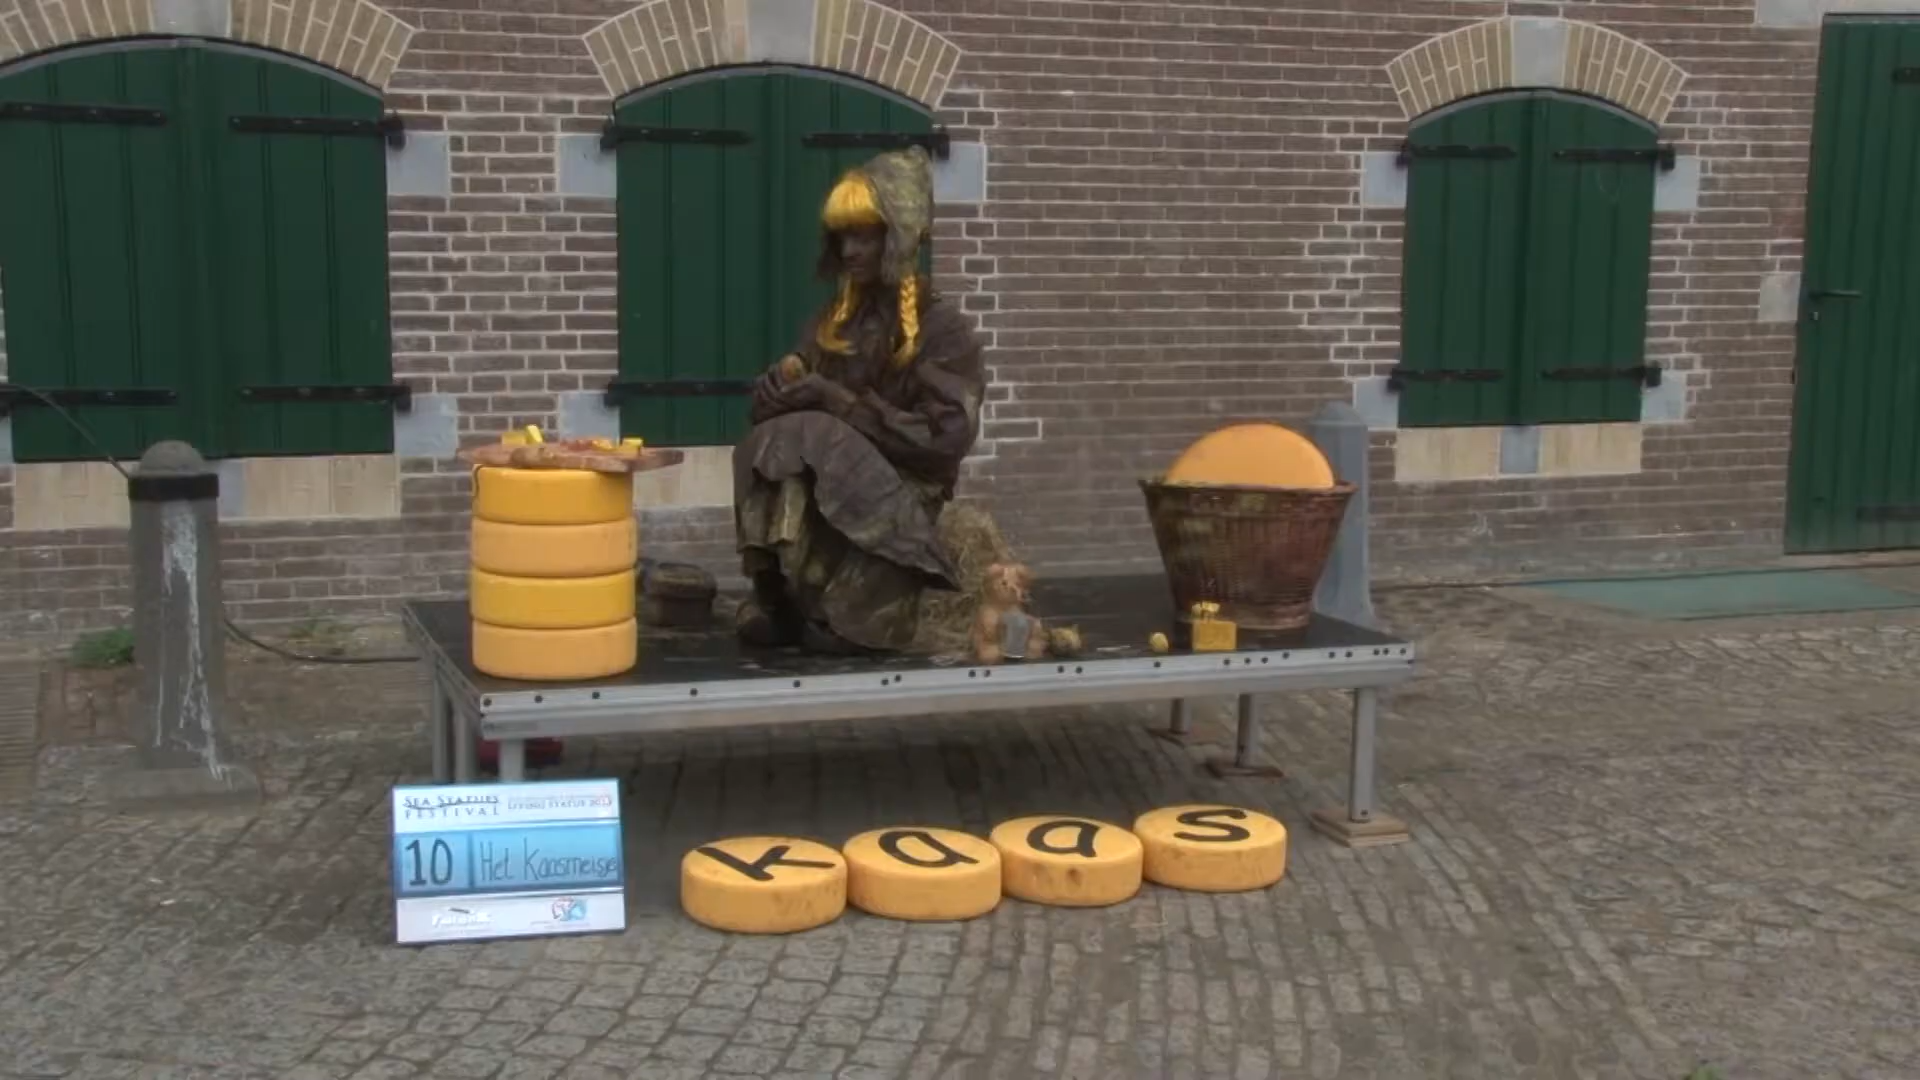 SEA STATUES
FESTIVAL
LIVING STATUE 2013
10 Het Kaasmeisje
kaas